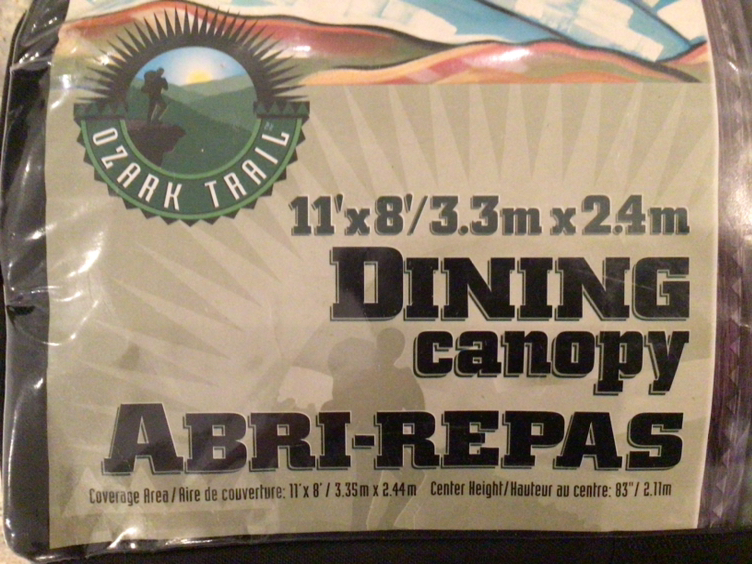 OZARK TRAIL
11'x8'/3.3m x 2.4m
DINING
canopy
ABRI-REPAS
Coverage Area/Aire de couverture: 11'x 8' / 3.35m x 2.44m Center Height/Hauteur au centre: 83"/ 2.11m